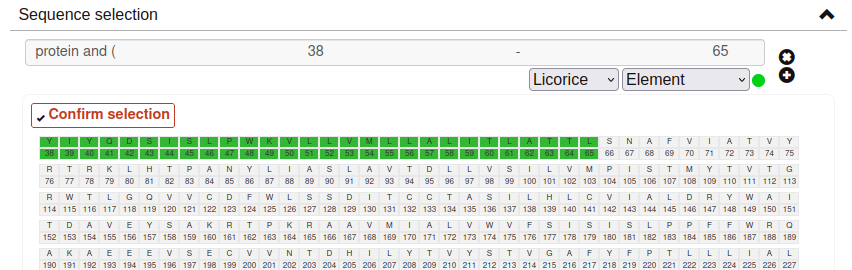 Sequence selection
protein and ( 38 - 65
Licorice Element
Confirm selection
Y I Y Q D S I S L P W K V L L V M L L A L I T L A T T L S N A F V I A T V Y
38 39 40 41 42 43 44 45 46 47 48 49 50 51 52 53 54 55 56 57 58 59 60 61 62 63 64 65 66 67 68 69 70 71 72 73 74 75
R T R K L H T P A N Y L I A S L A V T D L L V S I L V M P I S T M Y T V T G
76 77 78 79 80 81 82 83 84 85 86 87 88 89 90 91 92 93 94 95 96 97 98 99 100 101 102 103 104 105 106 107 108 109 110 111 112 113
R W T L G Q V V C D F W L S S D I T C C T A S I L H L C V I A L D R Y W A I
114 115 116 117 118 119 120 121 122 123 124 125 126 127 128 129 130 131 132 133 134 135 136 137 138 139 140 141 142 143 144 145 146 147 148 149 150 151
T D A V E Y S A K R T P K R A A V M I A L V W V F S I S I S L P P F F W R Q
152 153 154 155 156 157 158 159 160 161 162 163 164 165 166 167 168 169 170 171 172 173 174 175 176 177 178 179 180 181 182 183 184 185 186 187 188 189
A K A E E E V S E C V V N T D H I L Y T V Y S T V G A F Y F P T L L L I A L
190 191 192 193 194 195 196 197 198 199 200 201 202 203 204 205 206 207 208 209 210 211 212 213 214 215 216 217 218 219 220 221 222 223 224 225 226 227